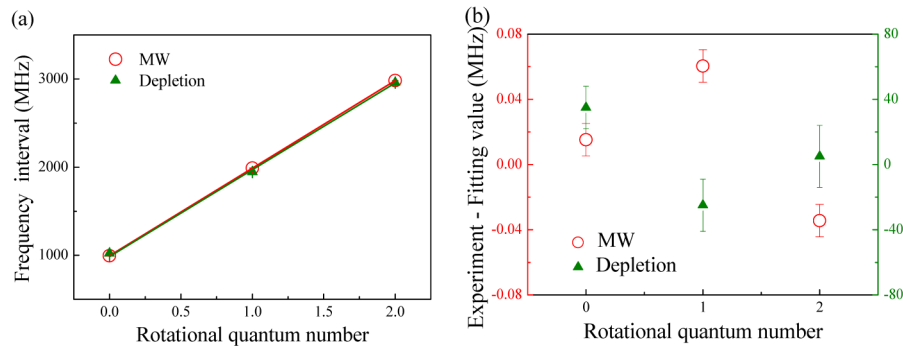 (a)
Frequency interval (MHz)
3000
2000
1000
MW
Depletion
0.0 0.5 1.0 1.5 2.0
Rotational quantum number
(b)
Experiment - Fitting value (MHz)
0.08
0.04
0.00
-0.04
-0.08
MW
Depletion
80
40
0
-40
-80
0 1 2
Rotational quantum number